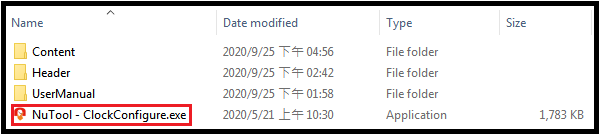 Name Date modified Type Size
Content 2020/9/25 下午 04:56 File folder
Header 2020/9/25 下午 02:42 File folder
UserManual 2020/9/25 下午 01:58 File folder
NuTool - ClockConfigure.exe 2020/5/21 上午 10:30 Application 1,783 KB